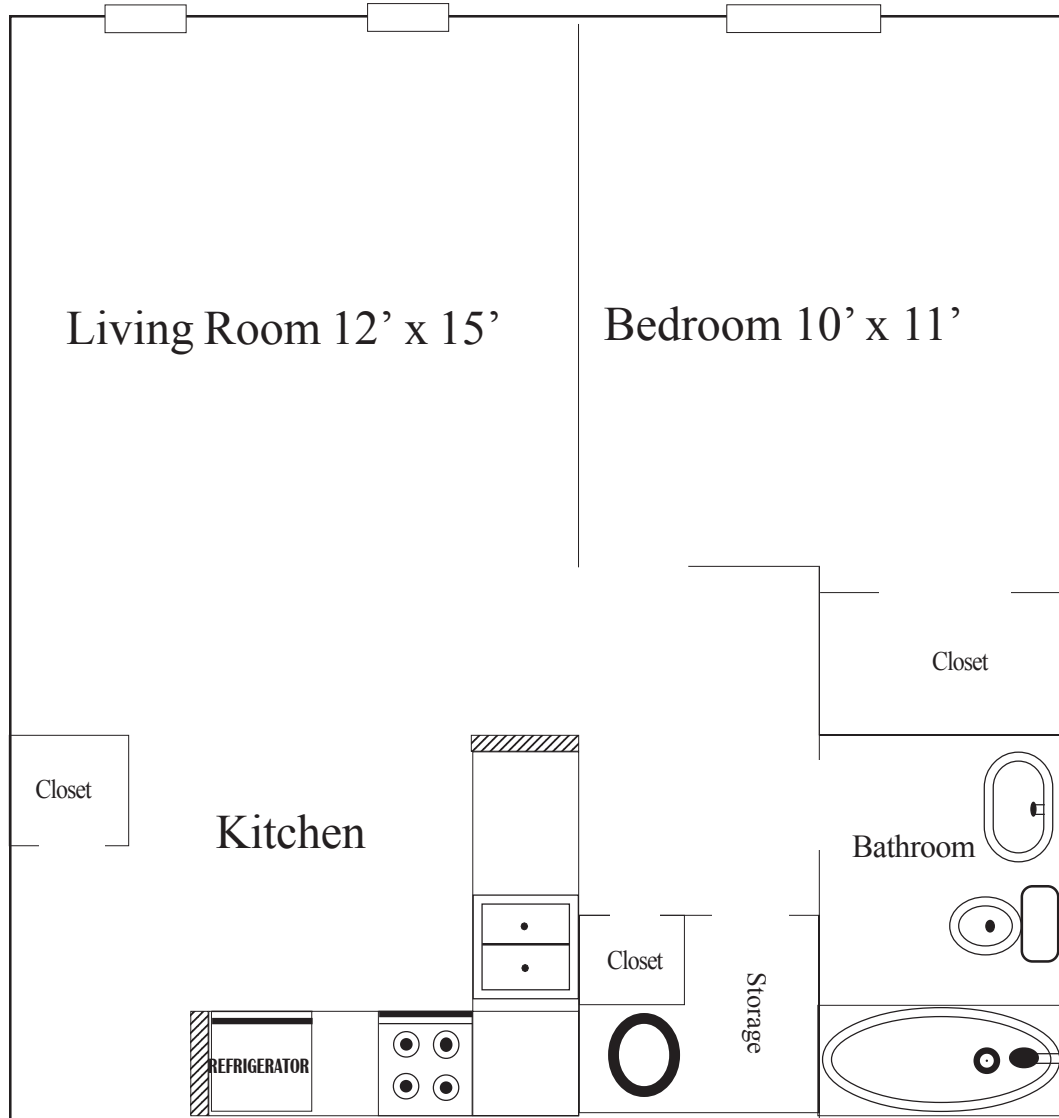 Living Room 12’ x 15’
Bedroom 10’ x 11’
Closet
Closet
Kitchen
Bathroom
Closet
Storage
REFRIGERATOR